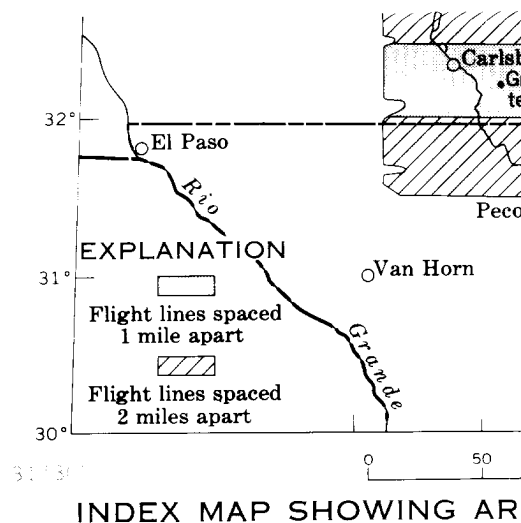 Carlsb
G
te
32°
El Paso
Rio
Peco
EXPLANATION
31°
Van Horn
Flight lines spaced
1 mile apart
Grande
Flight lines spaced
2 miles apart
30°
0 50
INDEX MAP SHOWING AR